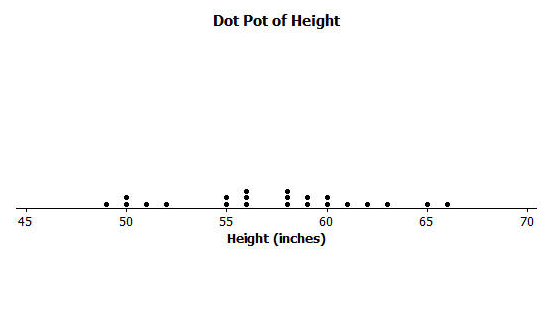 Dot Pot of Height
45 50 55 60 65 70
Height (inches)